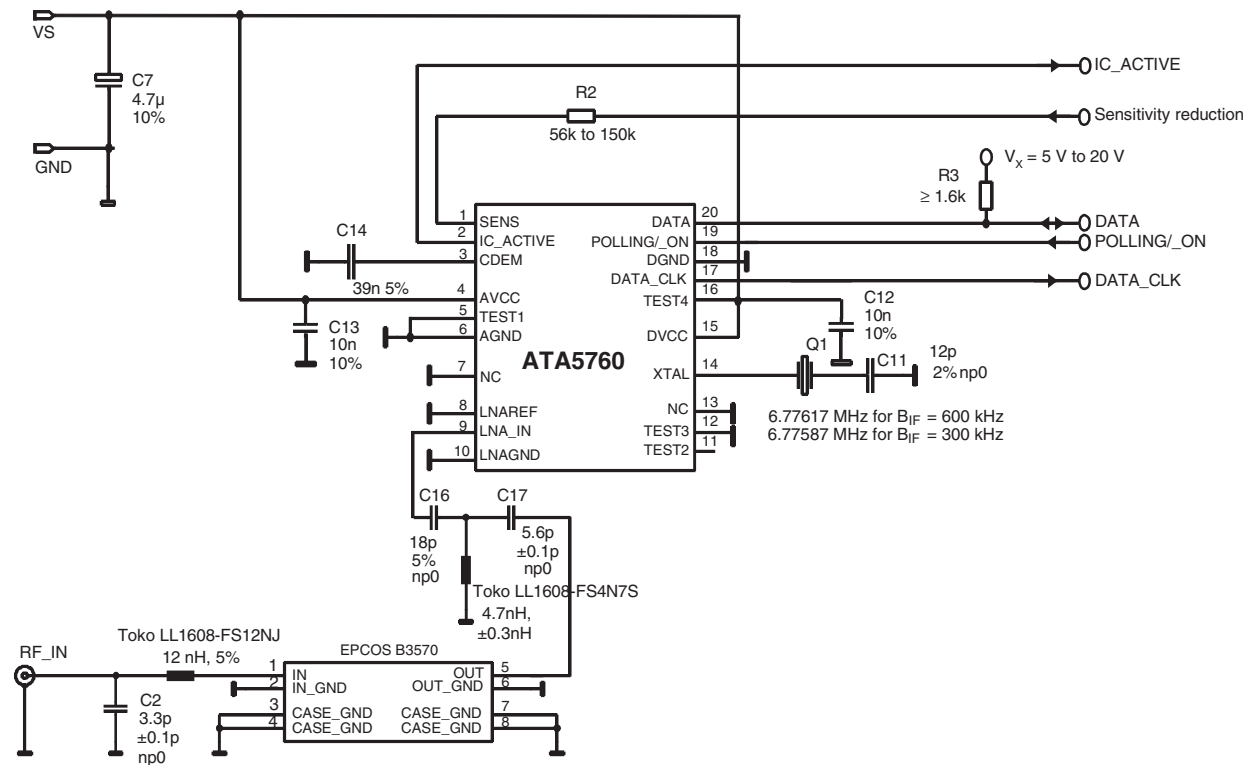 VS
C7
4.7μ
10%
GND
IC_ACTIVE
R2
56k to 150k
Sensitivity reduction
VX = 5 V to 20 V
R3
≥ 1.6k
C14
39n 5%
C13
10n
10%
1 SENS
2 IC_ACTIVE
3 CDEM
4 AVCC
5 TEST1
6 AGND
7 NC
8 LNAREF
9 LNA_IN
10 LNAGND
ATA5760
DATA 20
POLLING/_ON 19
DGND 18
DATA_CLK 17
TEST4 16
DVCC 15
XTAL 14
NC 13
TEST3 12
TEST2 11
DATA
POLLING/_ON
DATA_CLK
C12
10n
10%
Q1
C11
12p
2% np0
6.77617 MHz for BIF = 600 kHz
6.77587 MHz for BIF = 300 kHz
C16
18p
5%
np0
C17
5.6p
±0.1p
np0
Toko LL1608-FS4N7S
4.7nH,
±0.3nH
RF_IN
Toko LL1608-FS12NJ
12 nH, 5%
C2
3.3p
±0.1p
np0
EPCOS B3570
1 IN
2 IN_GND
3 CASE_GND
4 CASE_GND
OUT 5
OUT_GND 6
CASE_GND 7
CASE_GND 8